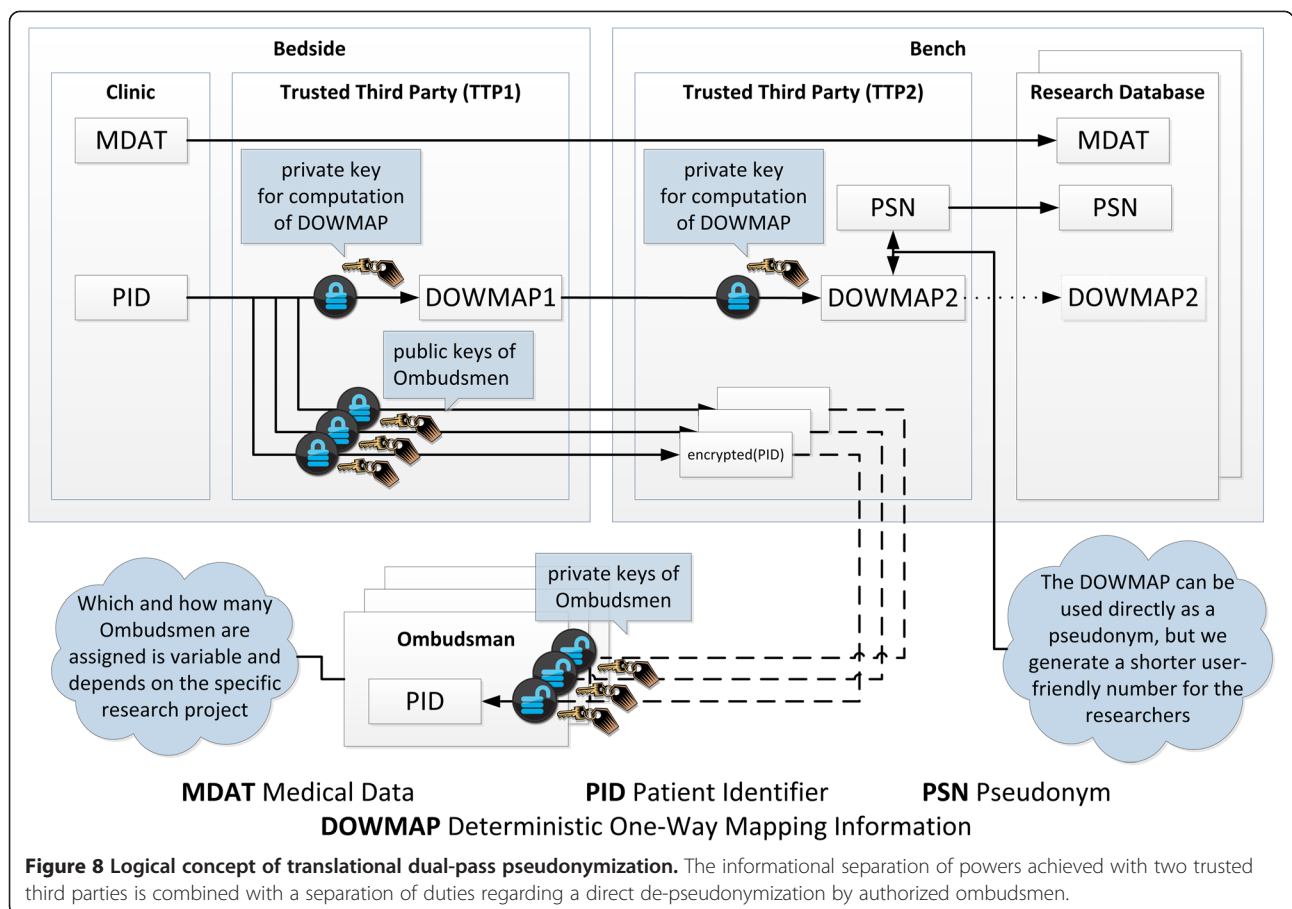 Bedside
Bench
Clinic
Trusted Third Party (TTP1)
Trusted Third Party (TTP2)
Research Database
MDAT
MDAT
private key
for computation
of DOWMAP
private key
for computation
of DOWMAP
PSN
PSN
PID
DOWMAP1
DOWMAP2
DOWMAP2
public keys of
Ombudsmen
encrypted(PID)
Which and how many
Ombudsmen are
assigned is variable and
depends on the specific
research project
Ombudsman
PID
private keys of
Ombudsmen
The DOWMAP can be
used directly as a
pseudonym, but we
generate a shorter user-
friendly number for the
researchers
MDAT Medical Data PID Patient Identifier PSN Pseudonym
DOWMAP Deterministic One-Way Mapping Information
Figure 8 Logical concept of translational dual-pass pseudonymization. The informational separation of powers achieved with two trusted
third parties is combined with a separation of duties regarding a direct de-pseudonymization by authorized ombudsmen.